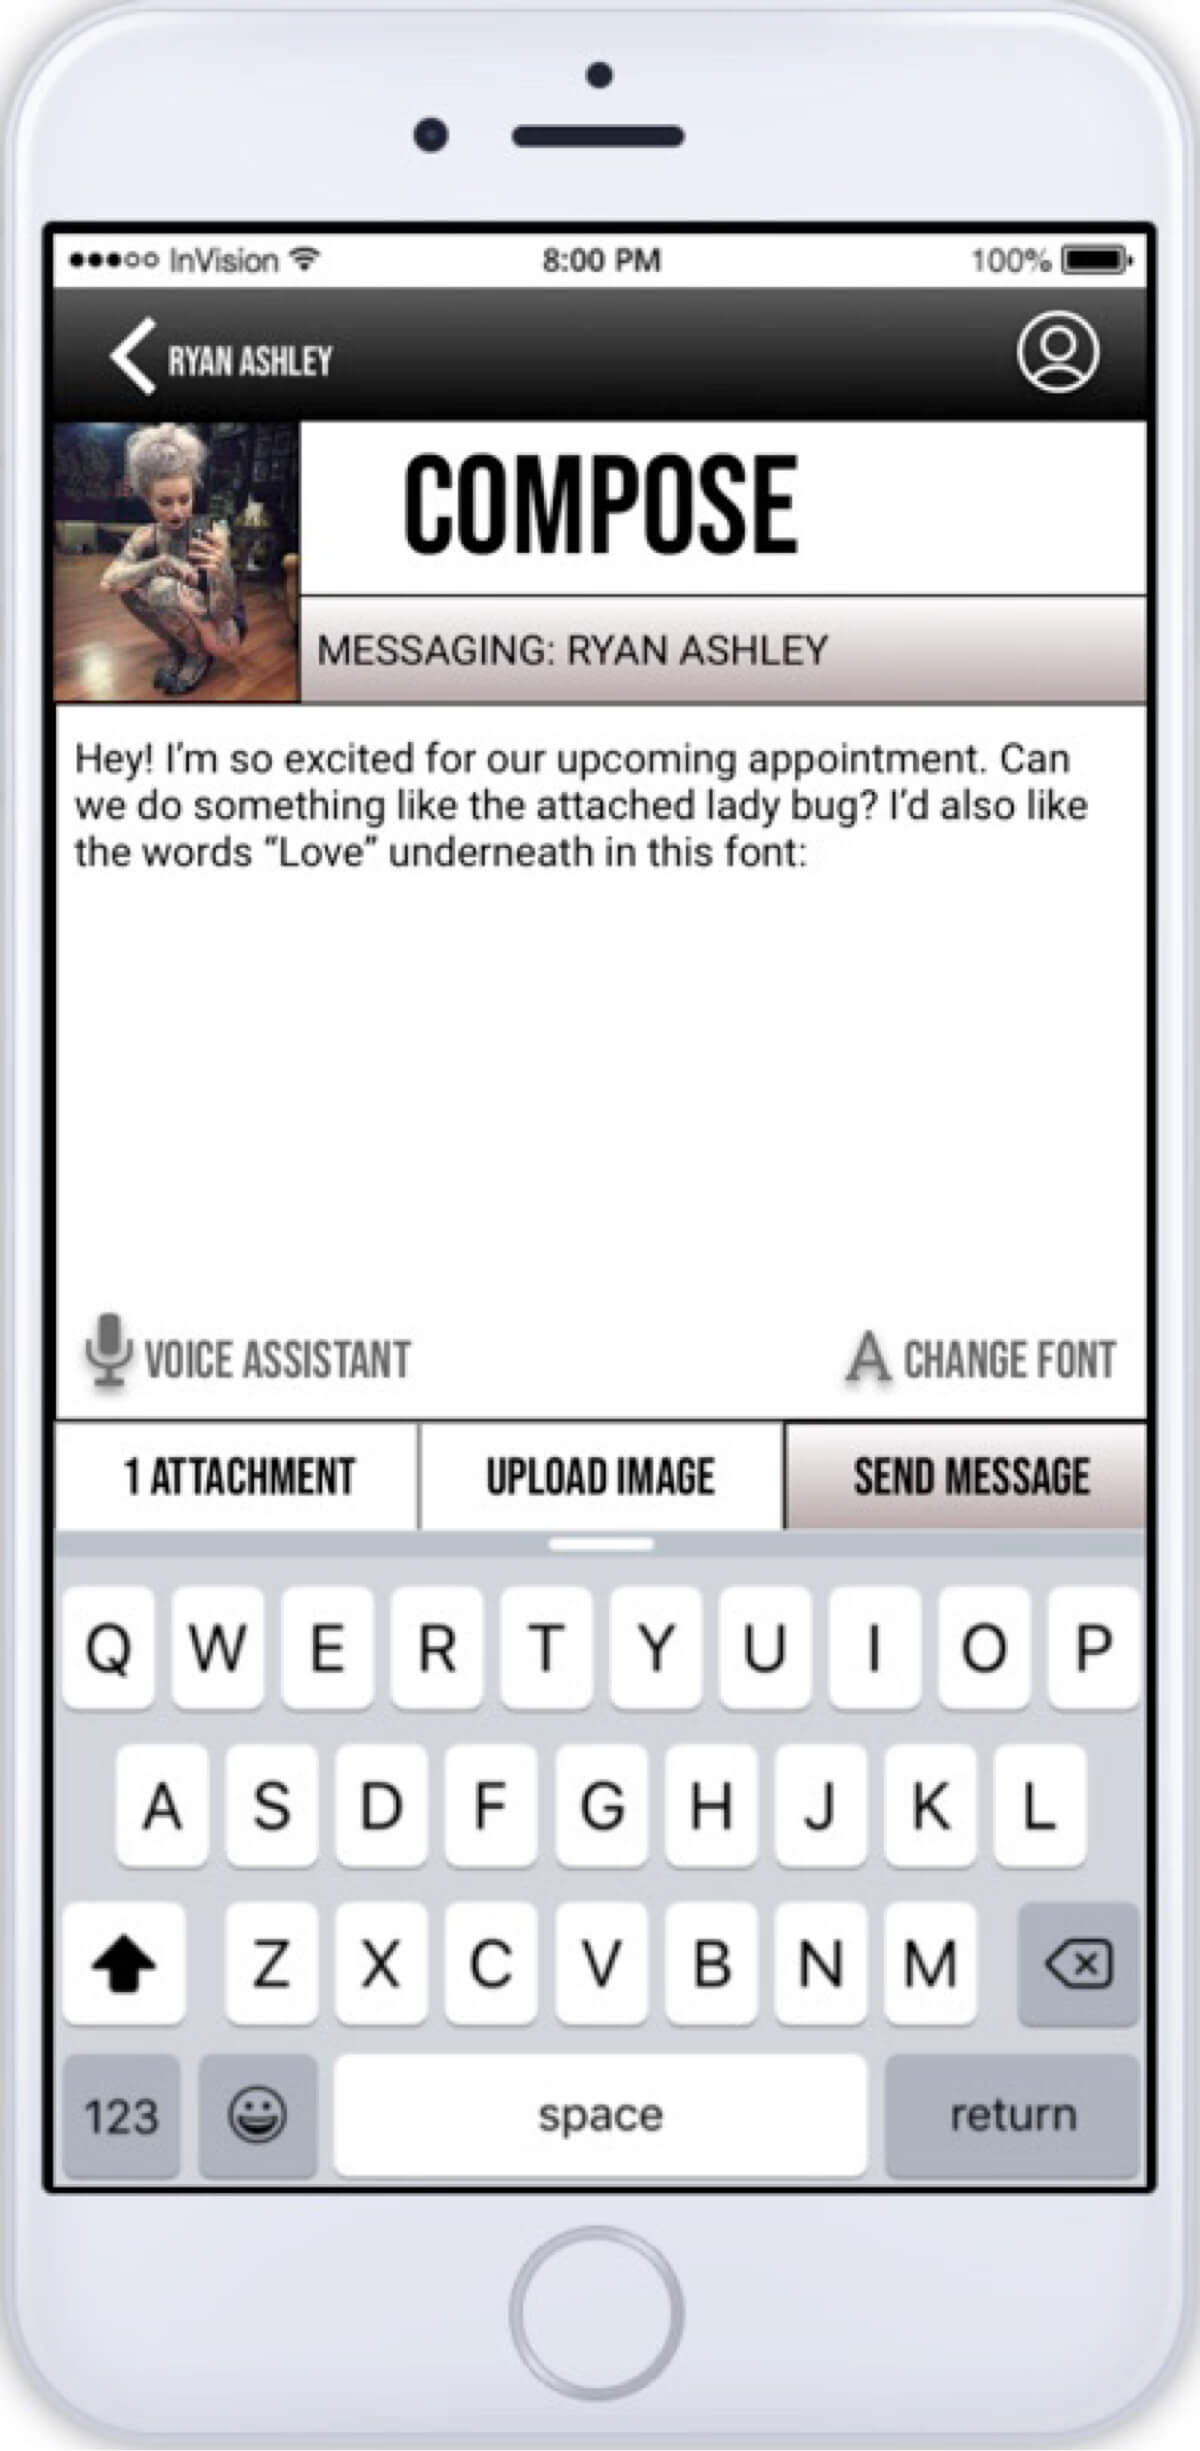 InVision 8:00 PM 100%
RYAN ASHLEY
COMPOSE
MESSAGING: RYAN ASHLEY
Hey! I'm so excited for our upcoming appointment. Can
we do something like the attached lady bug? I'd also like
the words “Love” underneath in this font:
VOICE ASSISTANT A CHANGE FONT
1 ATTACHMENT UPLOAD IMAGE SEND MESSAGE
Q W E R T Y U I O P
A S D F G H J K L
Z X C V B N M
123 space return